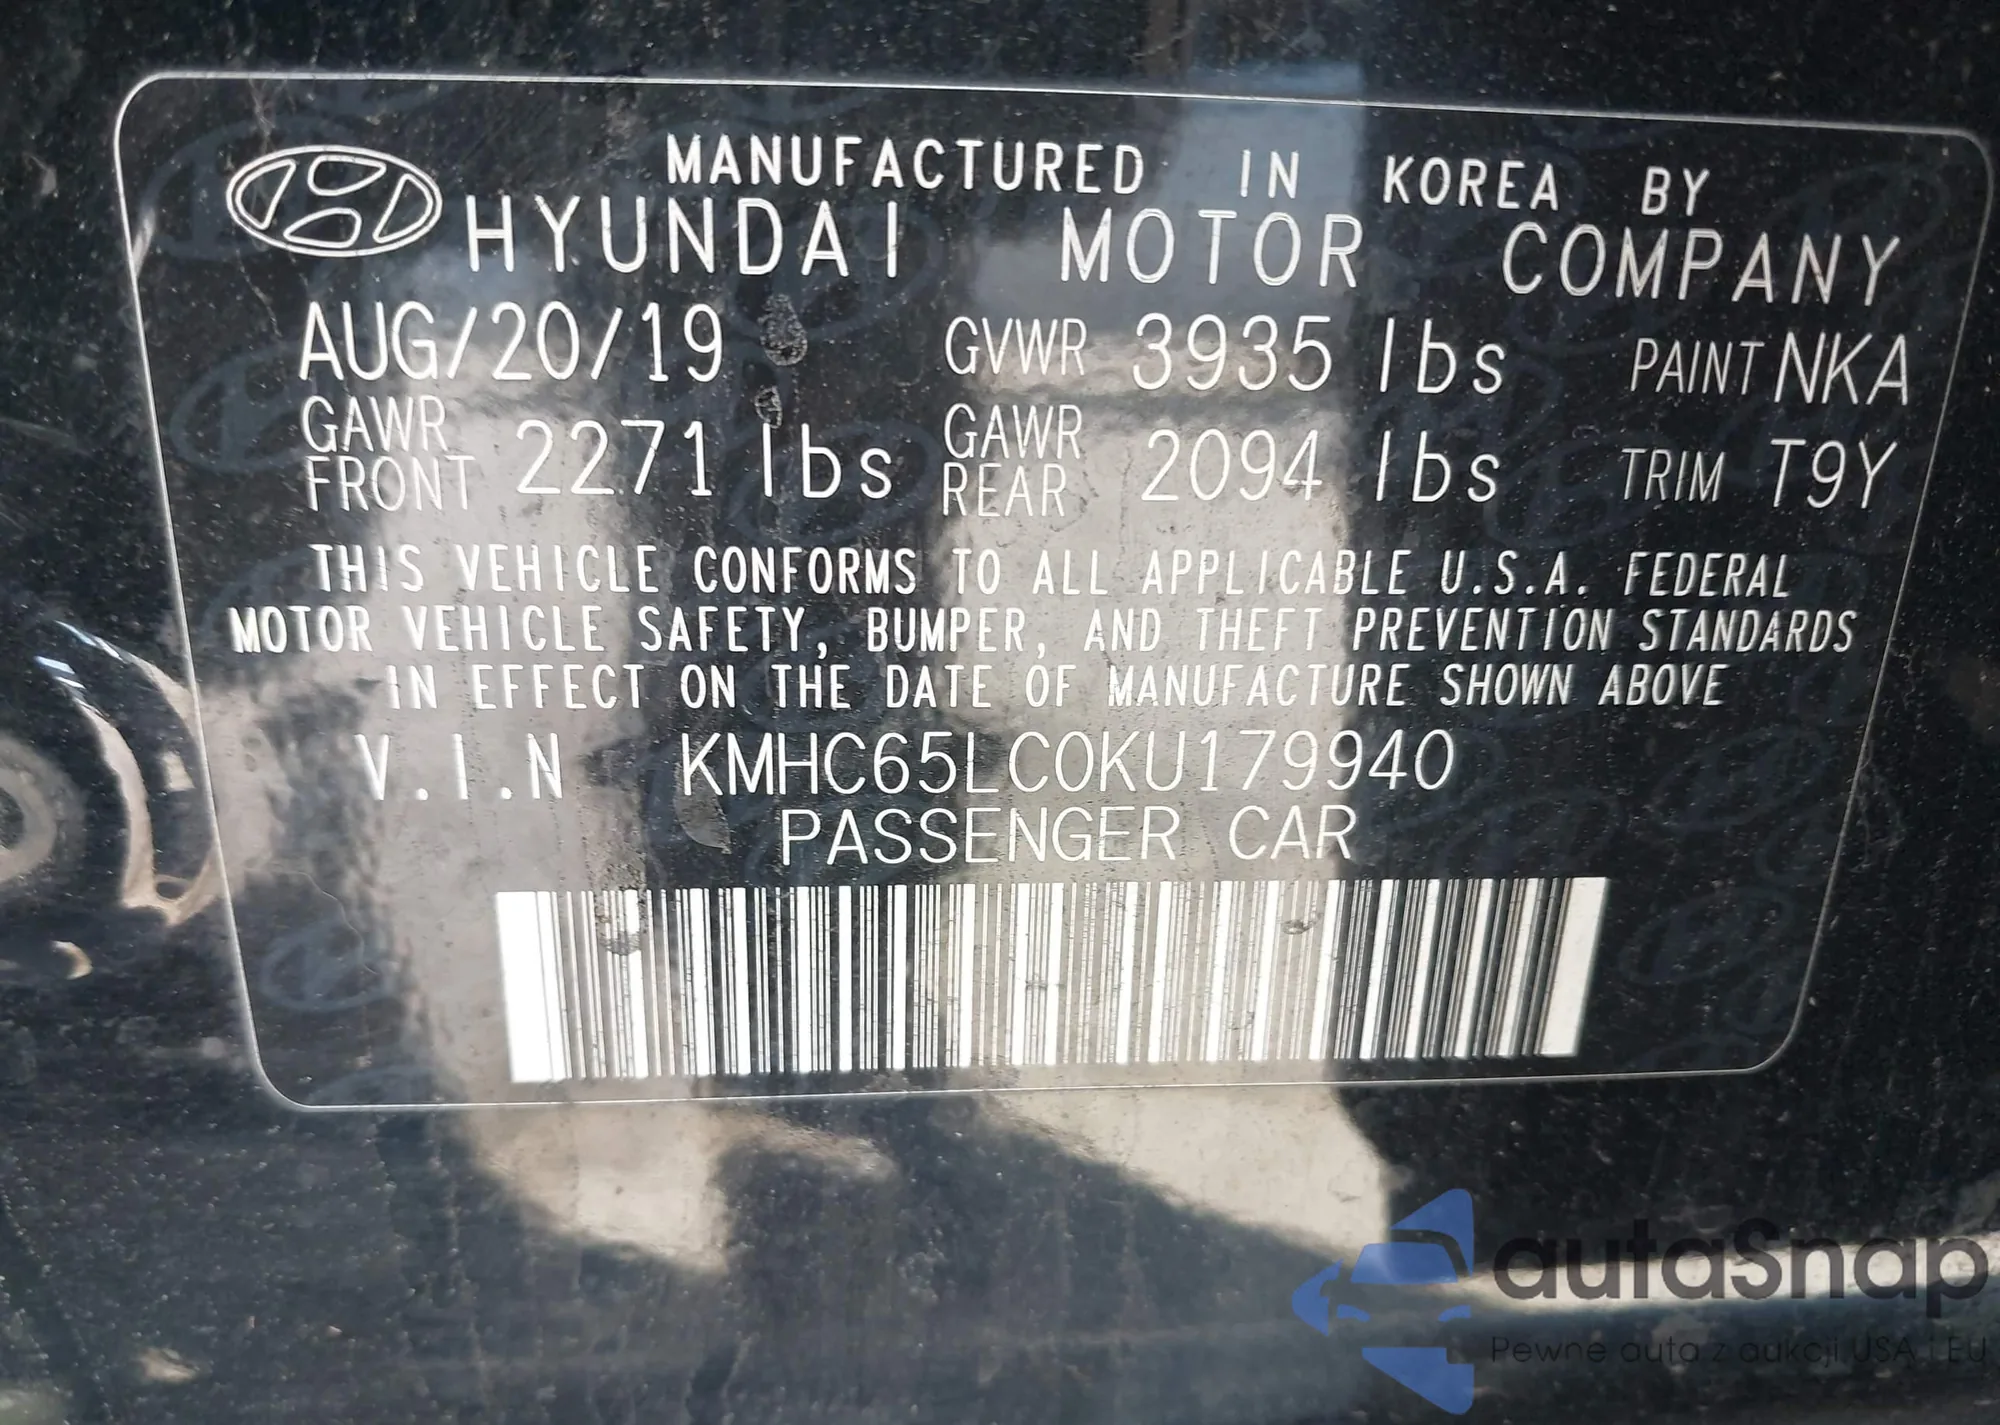 MANUFACTURED IN KOREA BY
HYUNDAI MOTOR COMPANY
AUG/20/19 GVWR 3935 lbs PAINT NKA
GAWR FRONT 2271 lbs GAWR REAR 2094 lbs TRIM T9Y
THIS VEHICLE CONFORMS TO ALL APPLICABLE U.S.A. FEDERAL
MOTOR VEHICLE SAFETY, BUMPER, AND THEFT PREVENTION STANDARDS
IN EFFECT ON THE DATE OF MANUFACTURE SHOWN ABOVE
V.I.N KMHC65LC0KU179940
PASSENGER CAR
autaSnap
Pewne auta z aukcji USA i EU